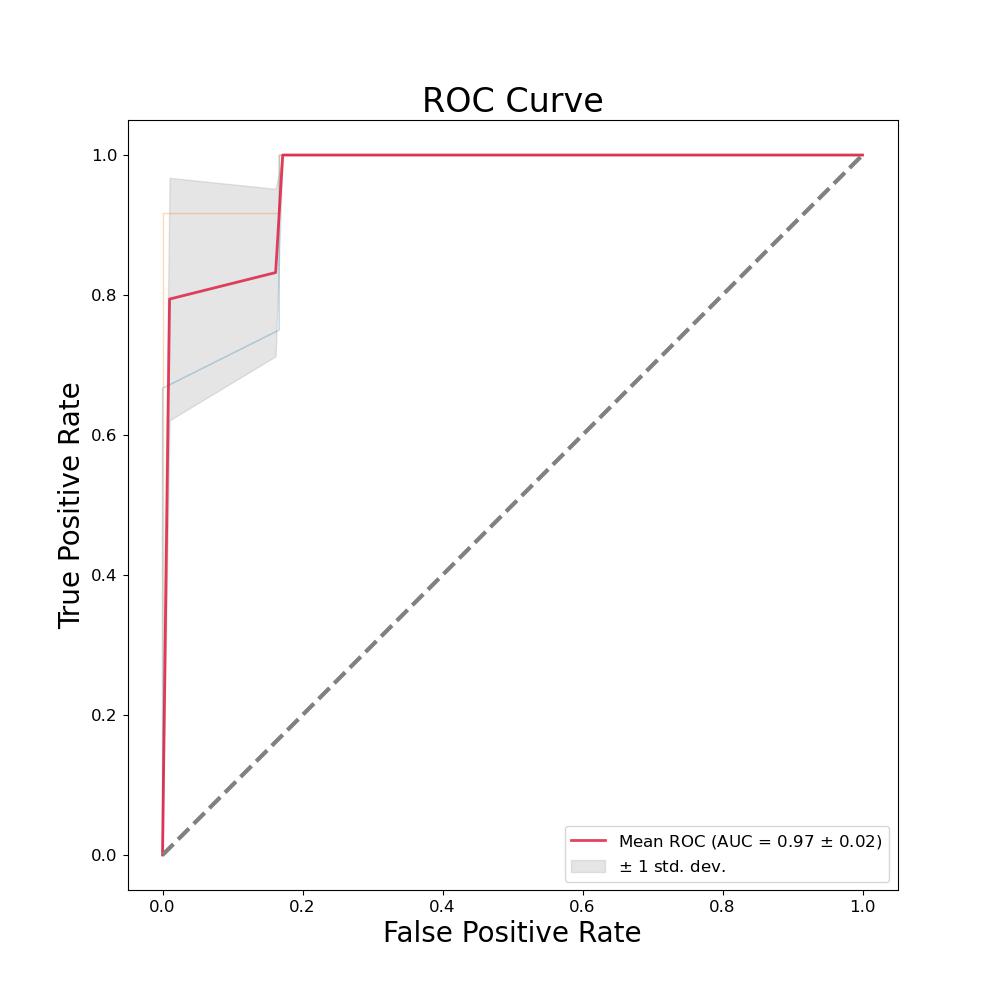 ROC Curve
True Positive Rate
1.0
0.8
0.6
0.4
0.2
0.0
Mean ROC (AUC = 0.97 ± 0.02)
± 1 std. dev.
0.0 0.2 0.4 0.6 0.8 1.0
False Positive Rate